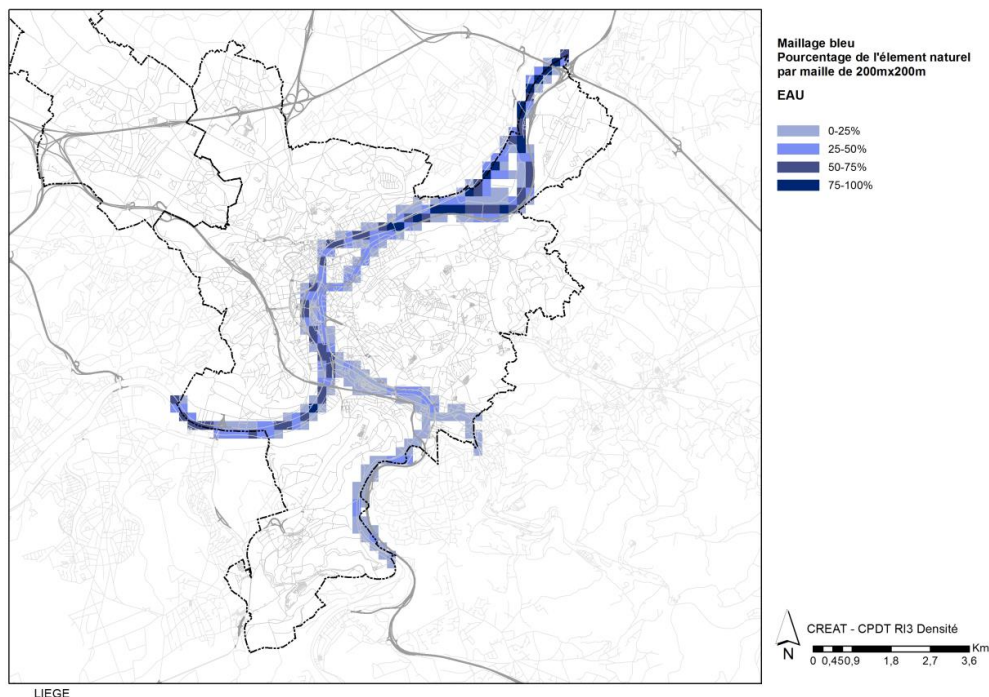 Maillage bleu
Pourcentage de l'élement naturel
par maille de 200mx200m
EAU
0-25%
25-50%
50-75%
75-100%
CREAT - CPDT RI3 Densité
N
Km
0 0,450,9 1,8 2,7 3,6
LIEGE